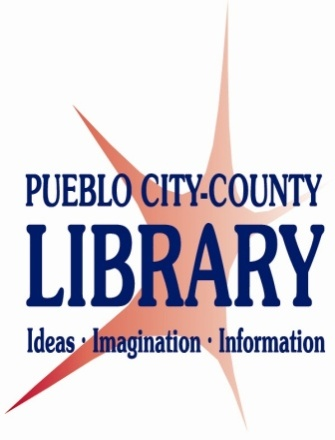 PUEBLO CITY-COUNTY
LIBRARY
Ideas · Imagination · Information